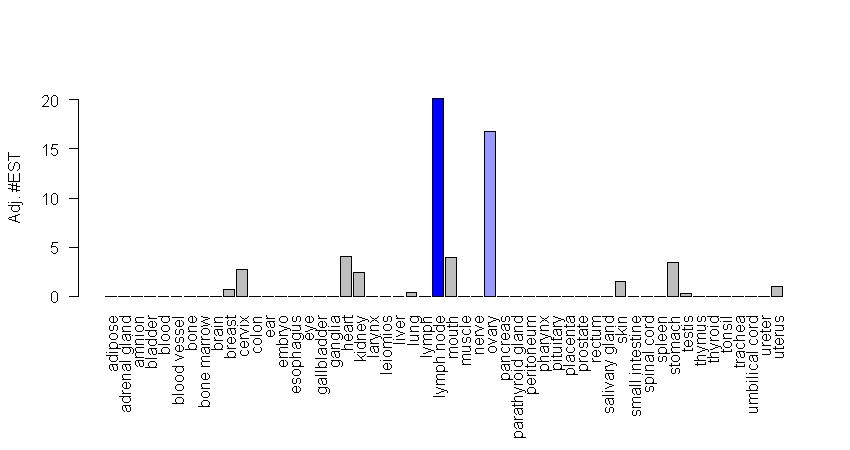 Adj. #EST
20
15
10
5
0
adipose
adrenal gland
amnion
bladder
blood
blood vessel
bone
bone marrow
brain
breast
cervix
colon
ear
embryo
esophagus
eye
gallbladder
ganglia
heart
kidney
larynx
leiomios
liver
lung
lymph
lymph node
mouth
muscle
nerve
ovary
pancreas
parathyroid gland
peritoneum
pharynx
pituitary
placenta
prostate
rectum
salivary gland
skin
small intestine
spinal cord
spleen
stomach
testis
thymus
thyroid
tonsil
trachea
umbilical cord
ureter
uterus